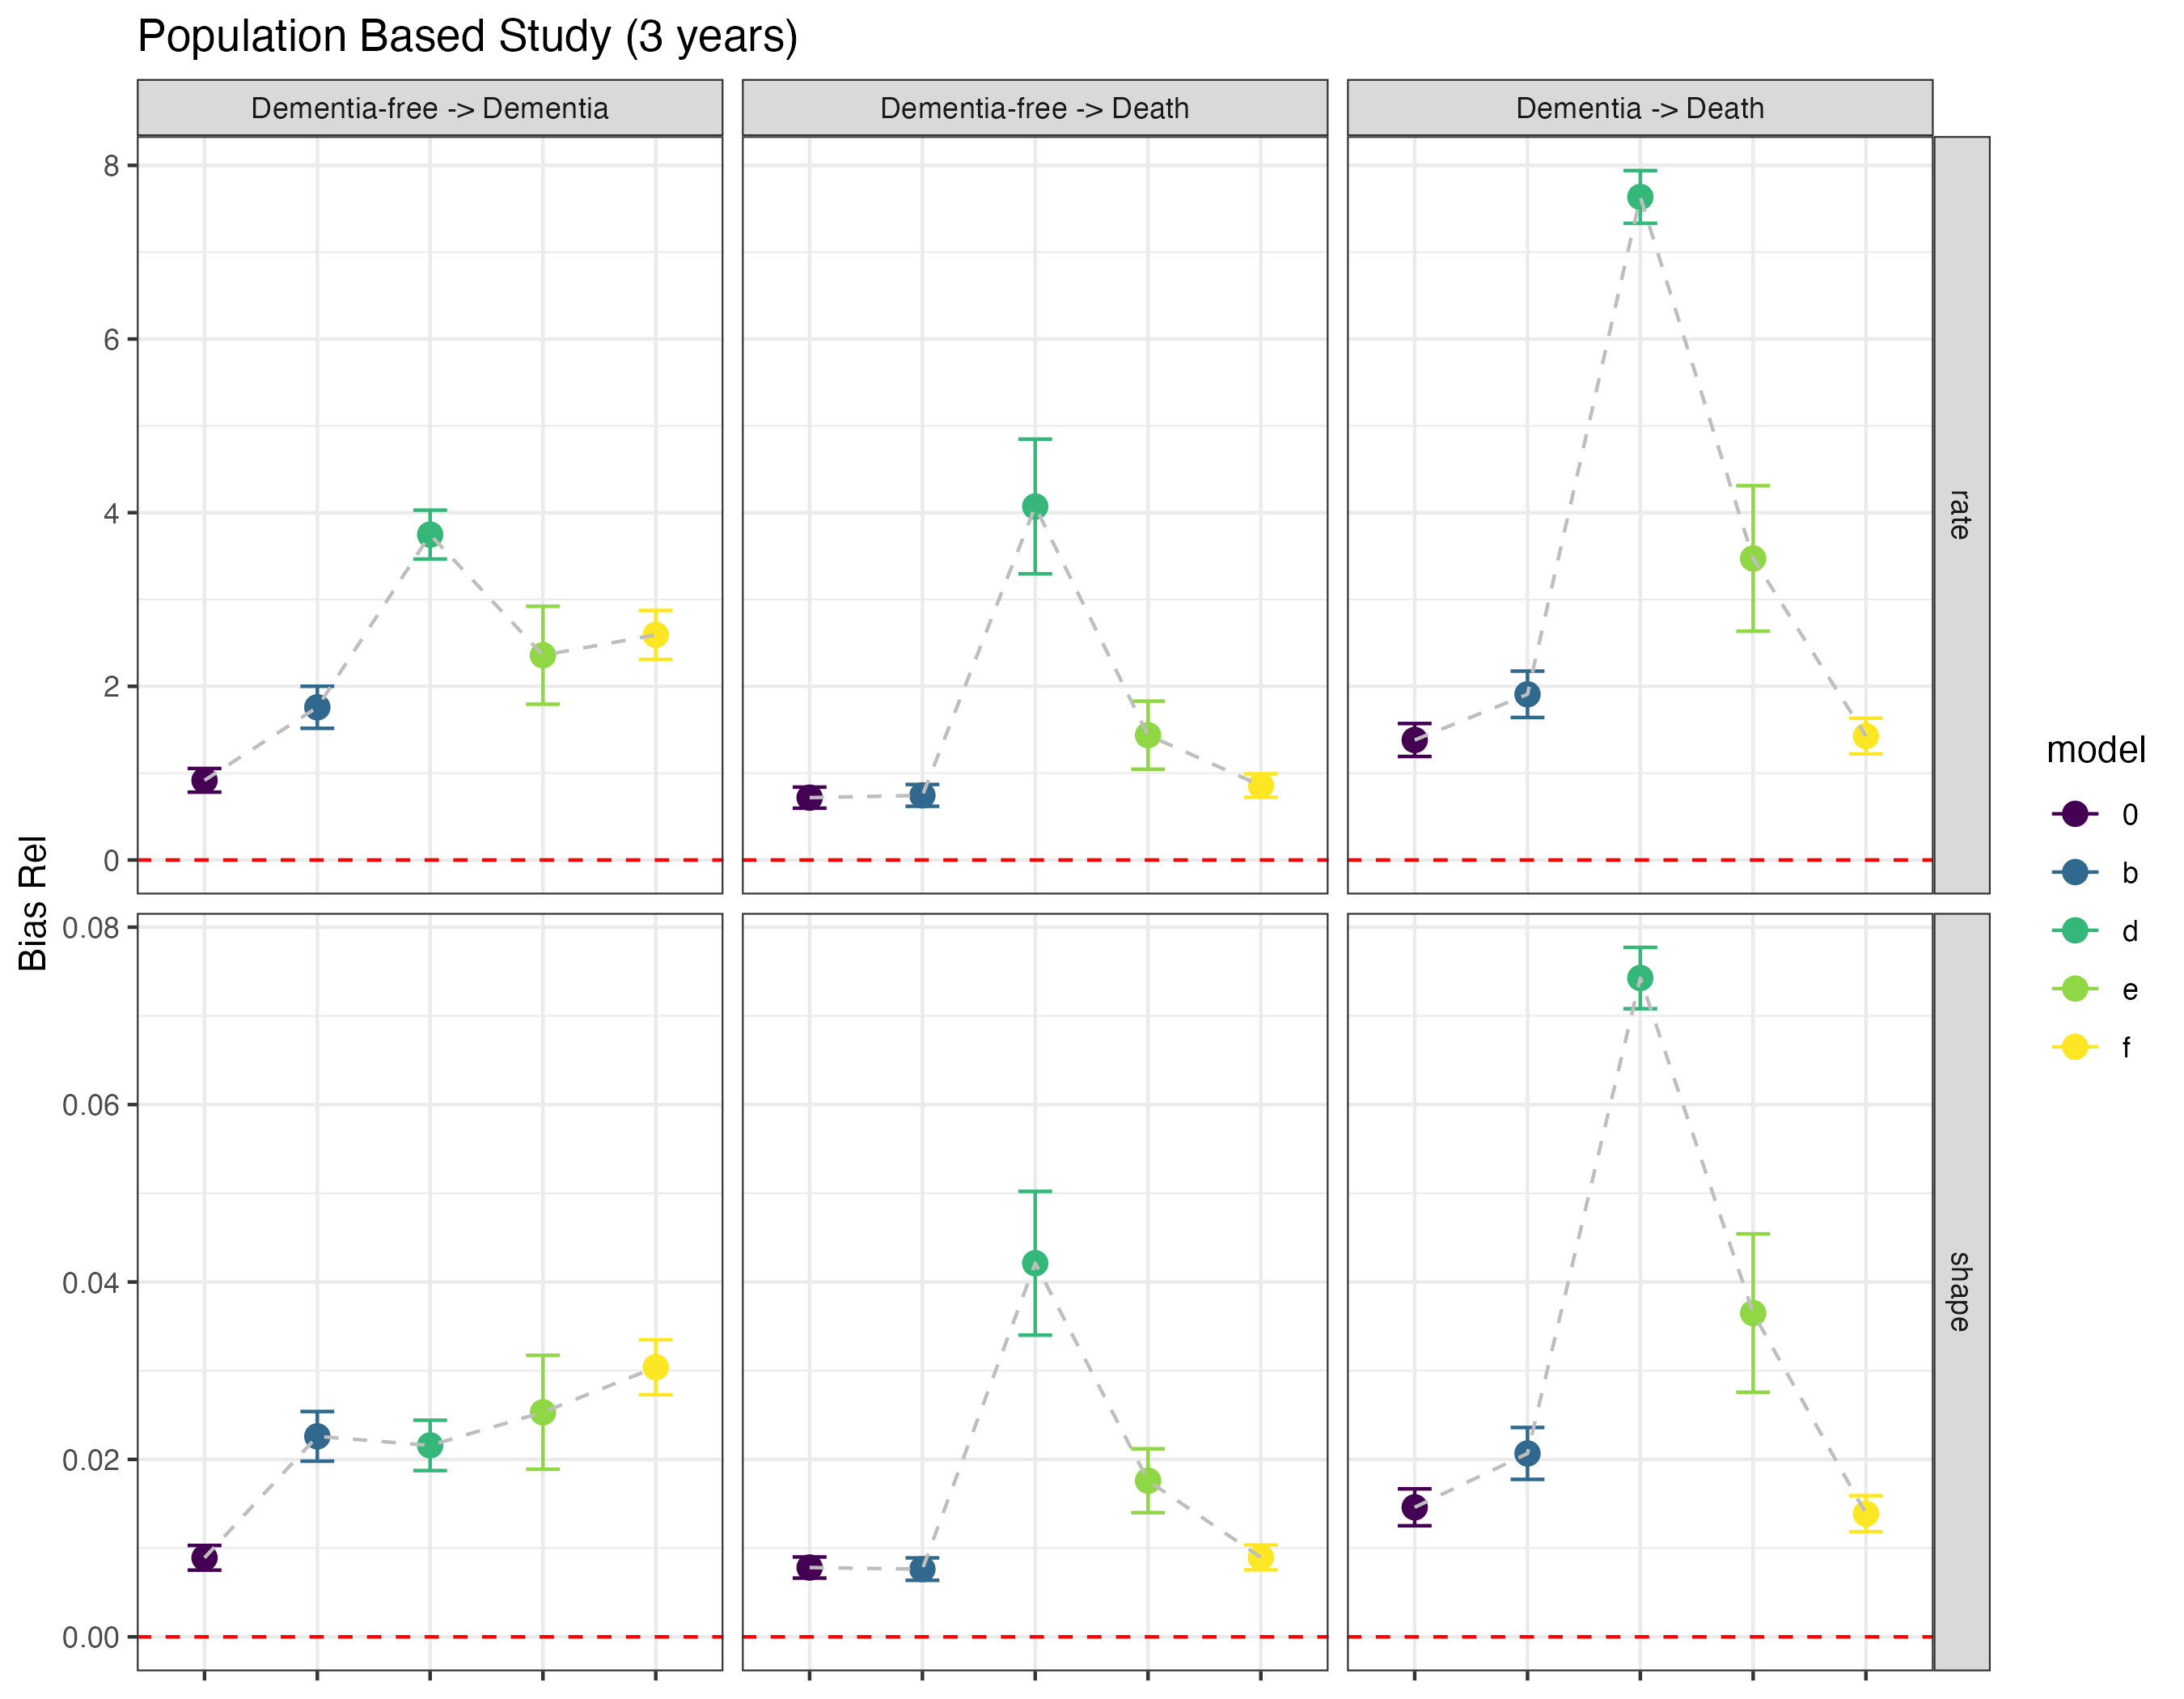 Population Based Study (3 years)
Dementia-free -> Dementia
Dementia-free -> Death
Dementia -> Death
8
6
4
2
0
rate
Bias Rel
0.08
0.06
0.04
0.02
0.00
shape
model
0
b
d
e
f